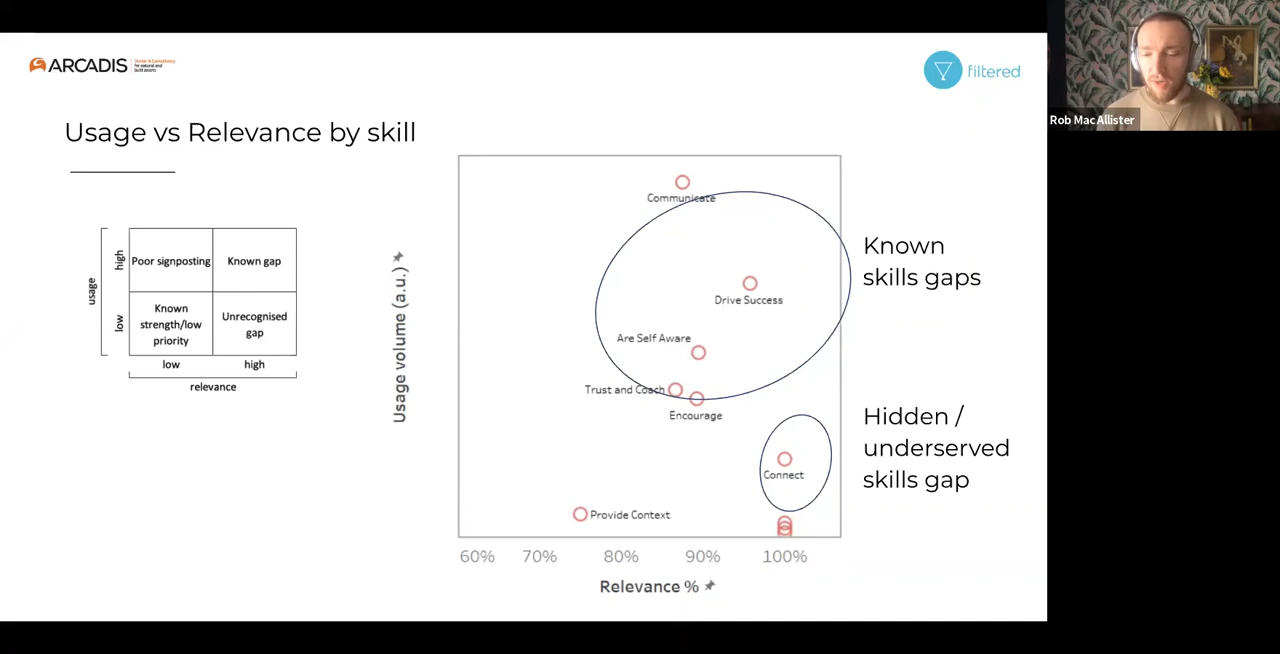 ARCADIS
Design & Consultancy
for natural and
built assets
filtered
Rob MacAllister
Usage vs Relevance by skill
usage
high
low
Poor signposting
Known gap
Known
strength/low
priority
Unrecognised
gap
low
high
relevance
Usage volume (a.u.)
Communicate
Drive Success
Are Self Aware
Trust and Coach
Encourage
Connect
Provide Context
60% 70% 80% 90% 100%
Relevance %
Known
skills gaps
Hidden /
underserved
skills gap